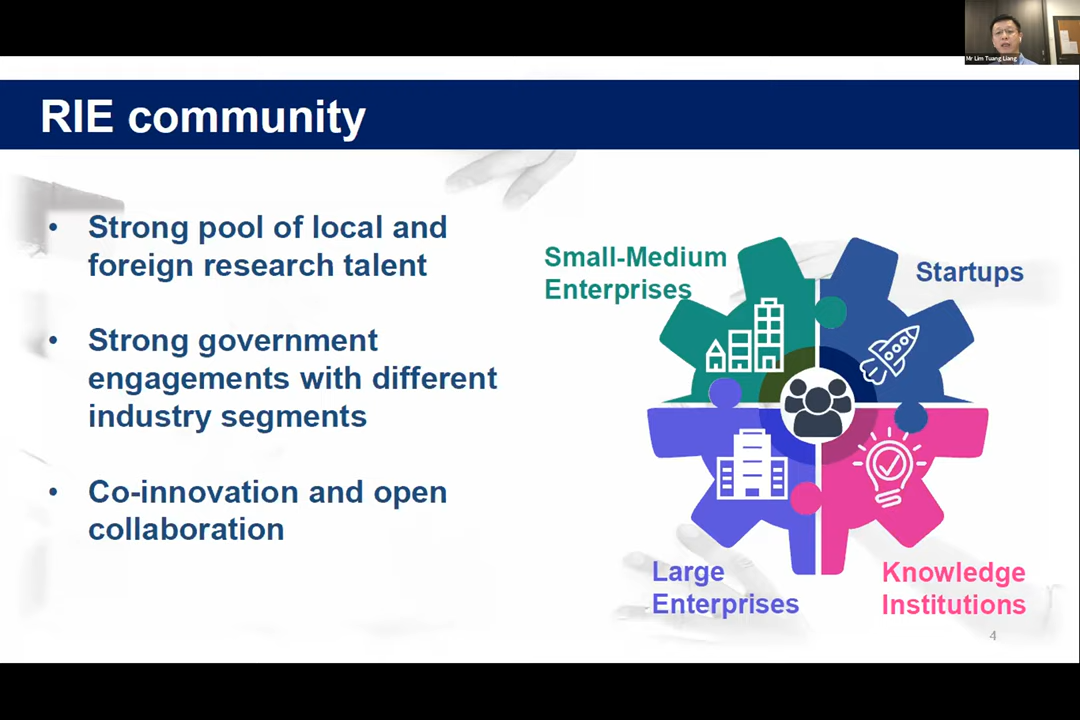 Mr Lim Tuang Liang
RIE community
• Strong pool of local and
foreign research talent
• Strong government
engagements with different
industry segments
• Co-innovation and open
collaboration
Small-Medium
Enterprises
Startups
Large
Enterprises
Knowledge
Institutions
4